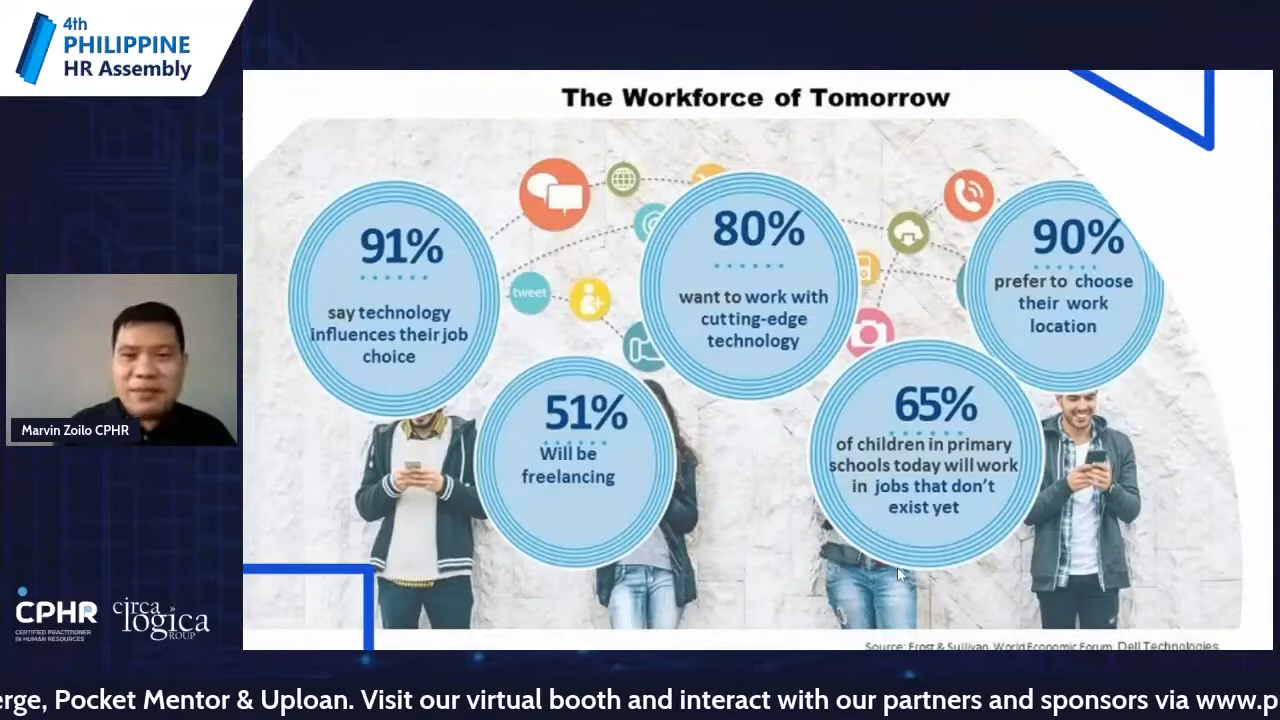 4th
PHILIPPINE
HR Assembly
The Workforce of Tomorrow
91%
say technology
influences their job
choice
tweet
80%
want to work with
cutting-edge
technology
90%
prefer to choose
their work
location
51%
Will be
freelancing
65%
of children in primary
schools today will work
in jobs that don't
exist yet
Marvin Zoilo CPHR
CPHR
CERTIFIED PRACTITIONER
IN HUMAN RESOURCES
circa
logica
GROUP
Source: Frost & Sullivan, World Economic Forum, Dell Technologies
erge, Pocket Mentor & Uploan. Visit our virtual booth and interact with our partners and sponsors via www.p